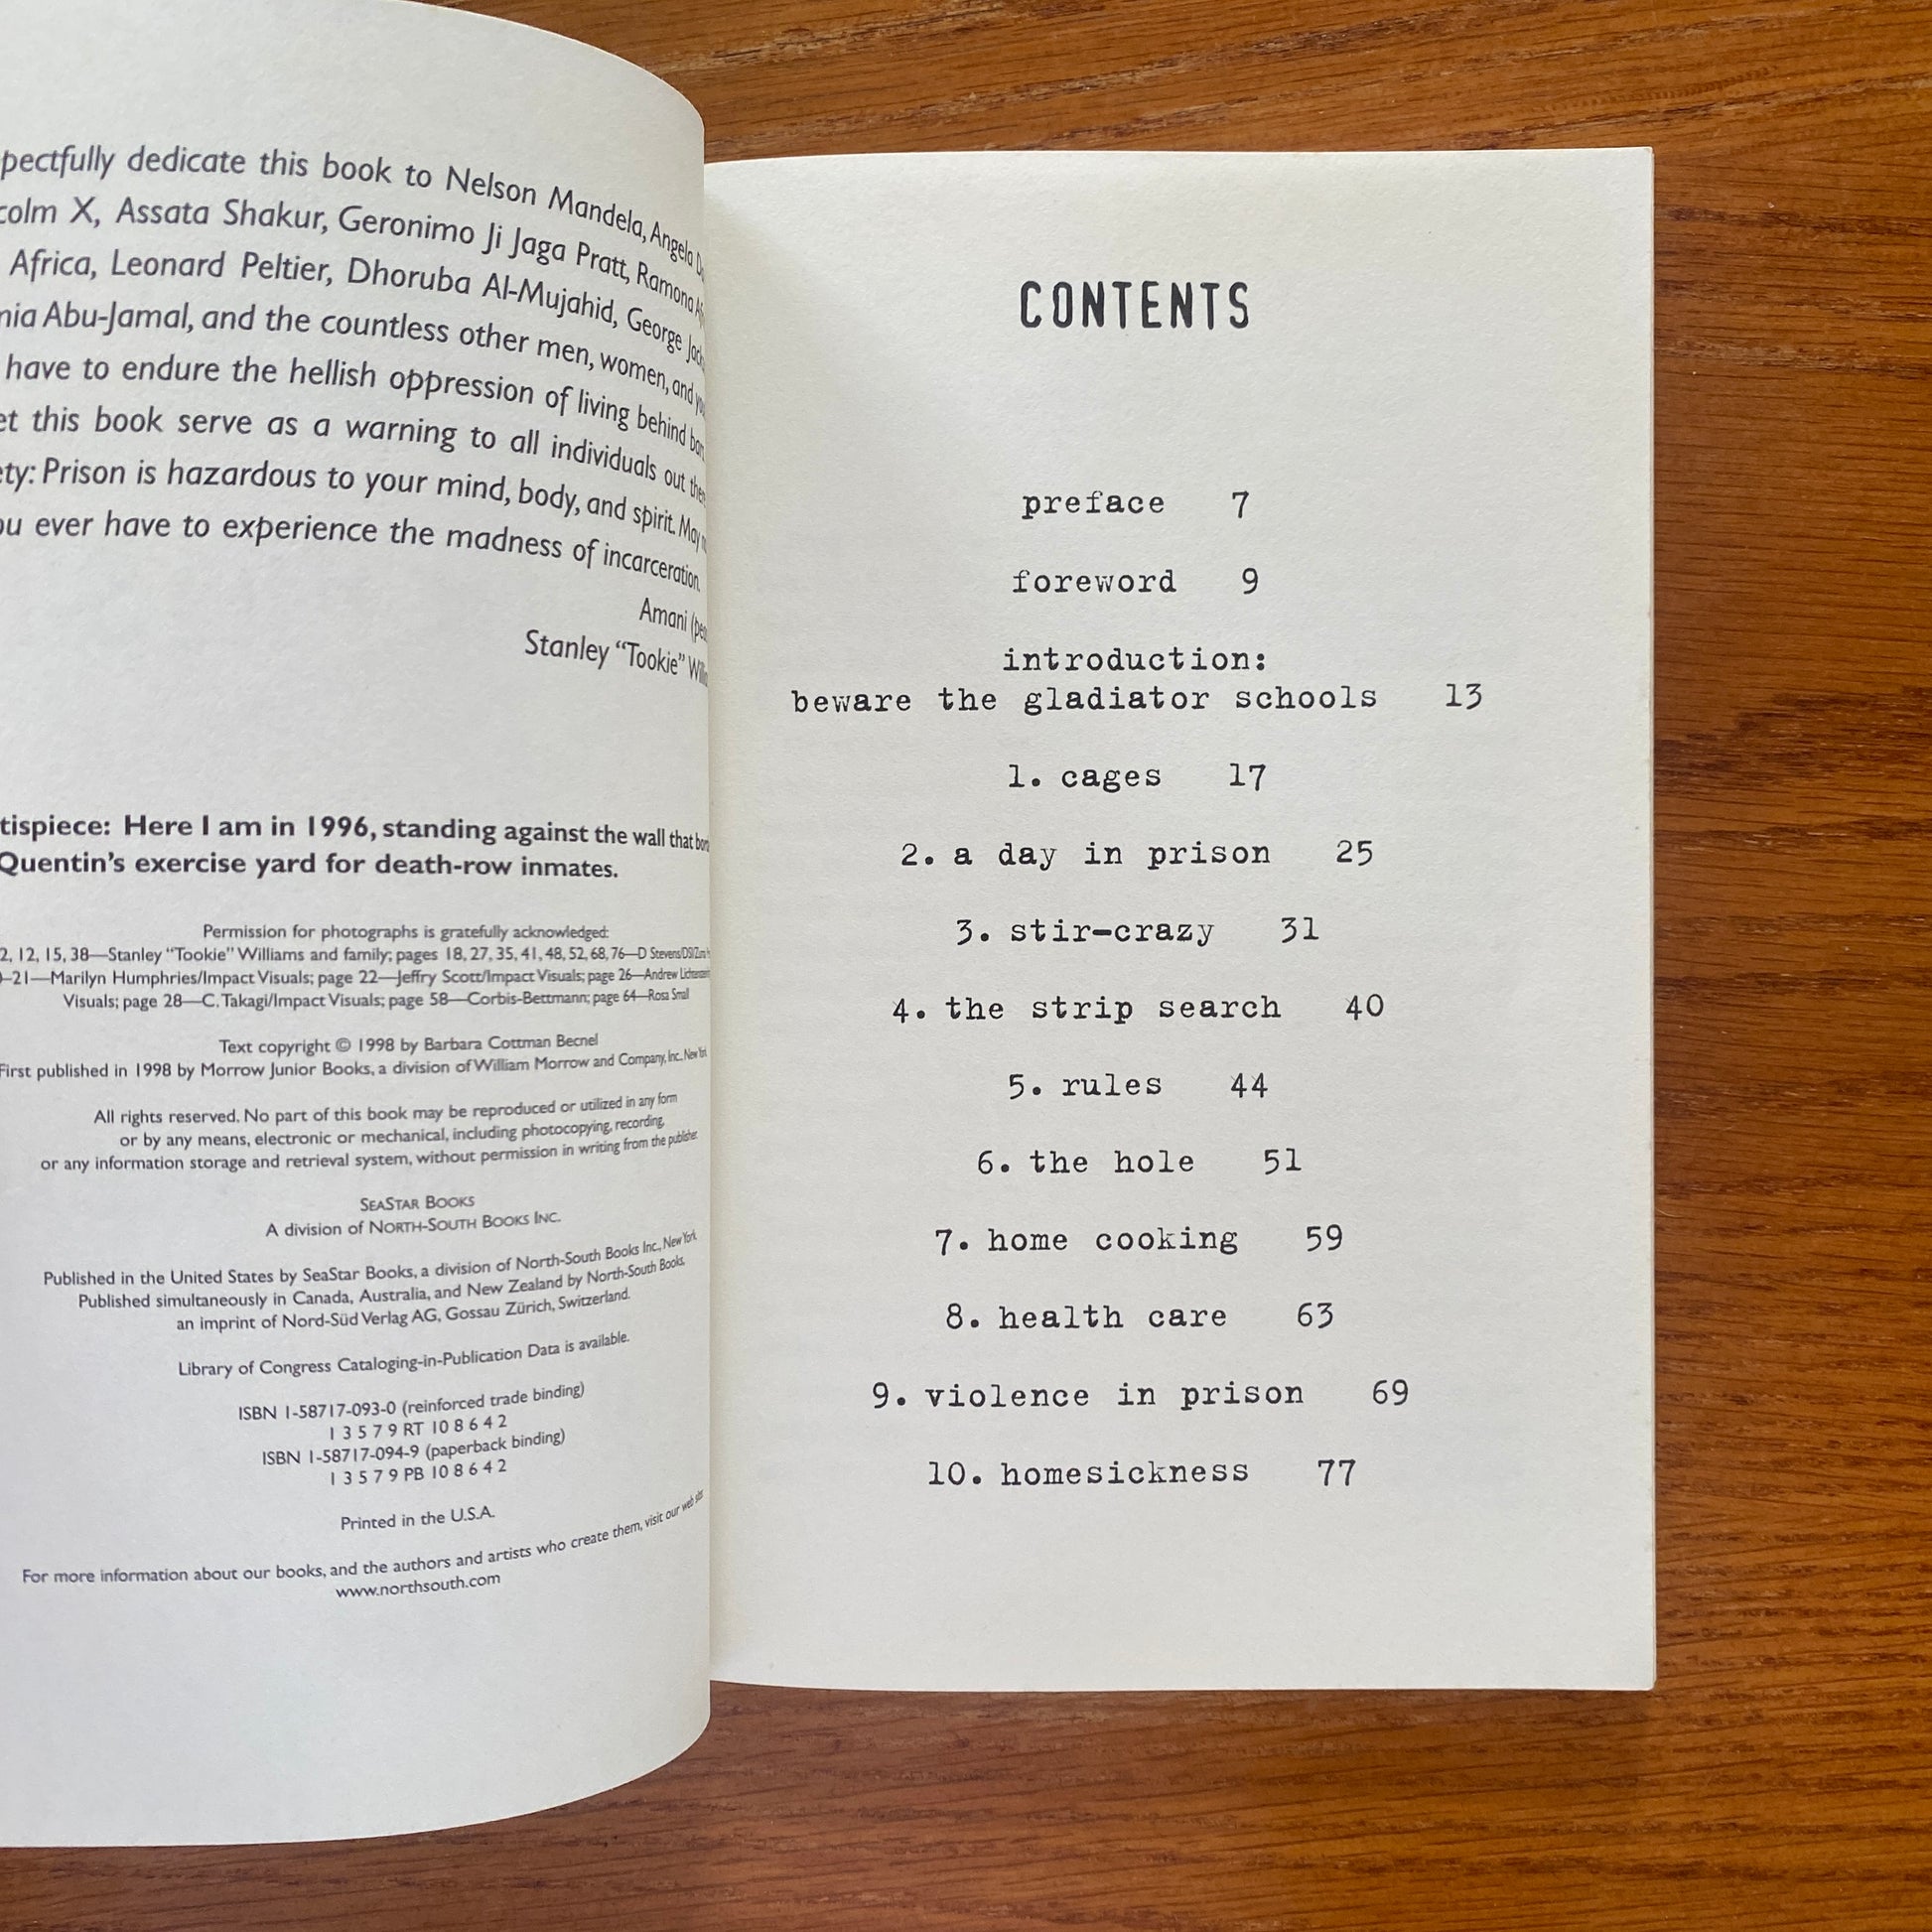 pectfully dedicate this book to Nelson Mandela, Angela
colm X, Assata Shakur, Geronimo Ji Jaga Pratt, Ramona
Africa, Leonard Peltier, Dhoruba Al-Mujahid, George
mia Abu-Jamal, and the countless other men, women, and
have to endure the hellish oppression of living behind bars
et this book serve as a warning to all individuals out
ety: Prison is hazardous to your mind, body, and spirit. May
ou ever have to experience the madness of incarceration.
Amani
Stanley "Tookie"
tispiece: Here I am in 1996, standing against the wall that
Quentin's exercise yard for death-row inmates.
Permission for photographs is gratefully acknowledged:
2, 12, 15, 38—Stanley "Tookie" Williams and family; pages 18, 27, 35, 41, 48, 52, 68, 76—D Stevens/DSI/Zuma
–21—Marilyn Humphries/Impact Visuals; page 22—Jeffry Scott/Impact Visuals; page 26—Andrew
Visuals; page 28—C. Takagi/Impact Visuals; page 58—Corbis-Bettmann; page 64—Rosa Small
Text copyright © 1998 by Barbara Cottman Becnel
First published in 1998 by Morrow Junior Books, a division of William Morrow and Company, Inc., New York
All rights reserved. No part of this book may be reproduced or utilized in any form
or by any means, electronic or mechanical, including photocopying, recording,
or any information storage and retrieval system, without permission in writing from the publisher.
SEASTAR BOOKS
A division of NORTH-SOUTH BOOKS INC.
Published in the United States by SeaStar Books, a division of North-South Books Inc., New York.
Published simultaneously in Canada, Australia, and New Zealand by North-South Books,
an imprint of Nord-Süd Verlag AG, Gossau Zürich, Switzerland.
Library of Congress Cataloging-in-Publication Data is available.
ISBN 1-58717-093-0 (reinforced trade binding)
1 3 5 7 9 RT 10 8 6 4 2
ISBN 1-58717-094-9 (paperback binding)
1 3 5 7 9 PB 10 8 6 4 2
Printed in the U.S.A.
For more information about our books, and the authors and artists who create them, visit our web site:
www.northsouth.com
CONTENTS
preface 7
foreword 9
introduction:
beware the gladiator schools 13
1. cages 17
2. a day in prison 25
3. stir-crazy 31
4. the strip search 40
5. rules 44
6. the hole 51
7. home cooking 59
8. health care 63
9. violence in prison 69
10. homesickness 77